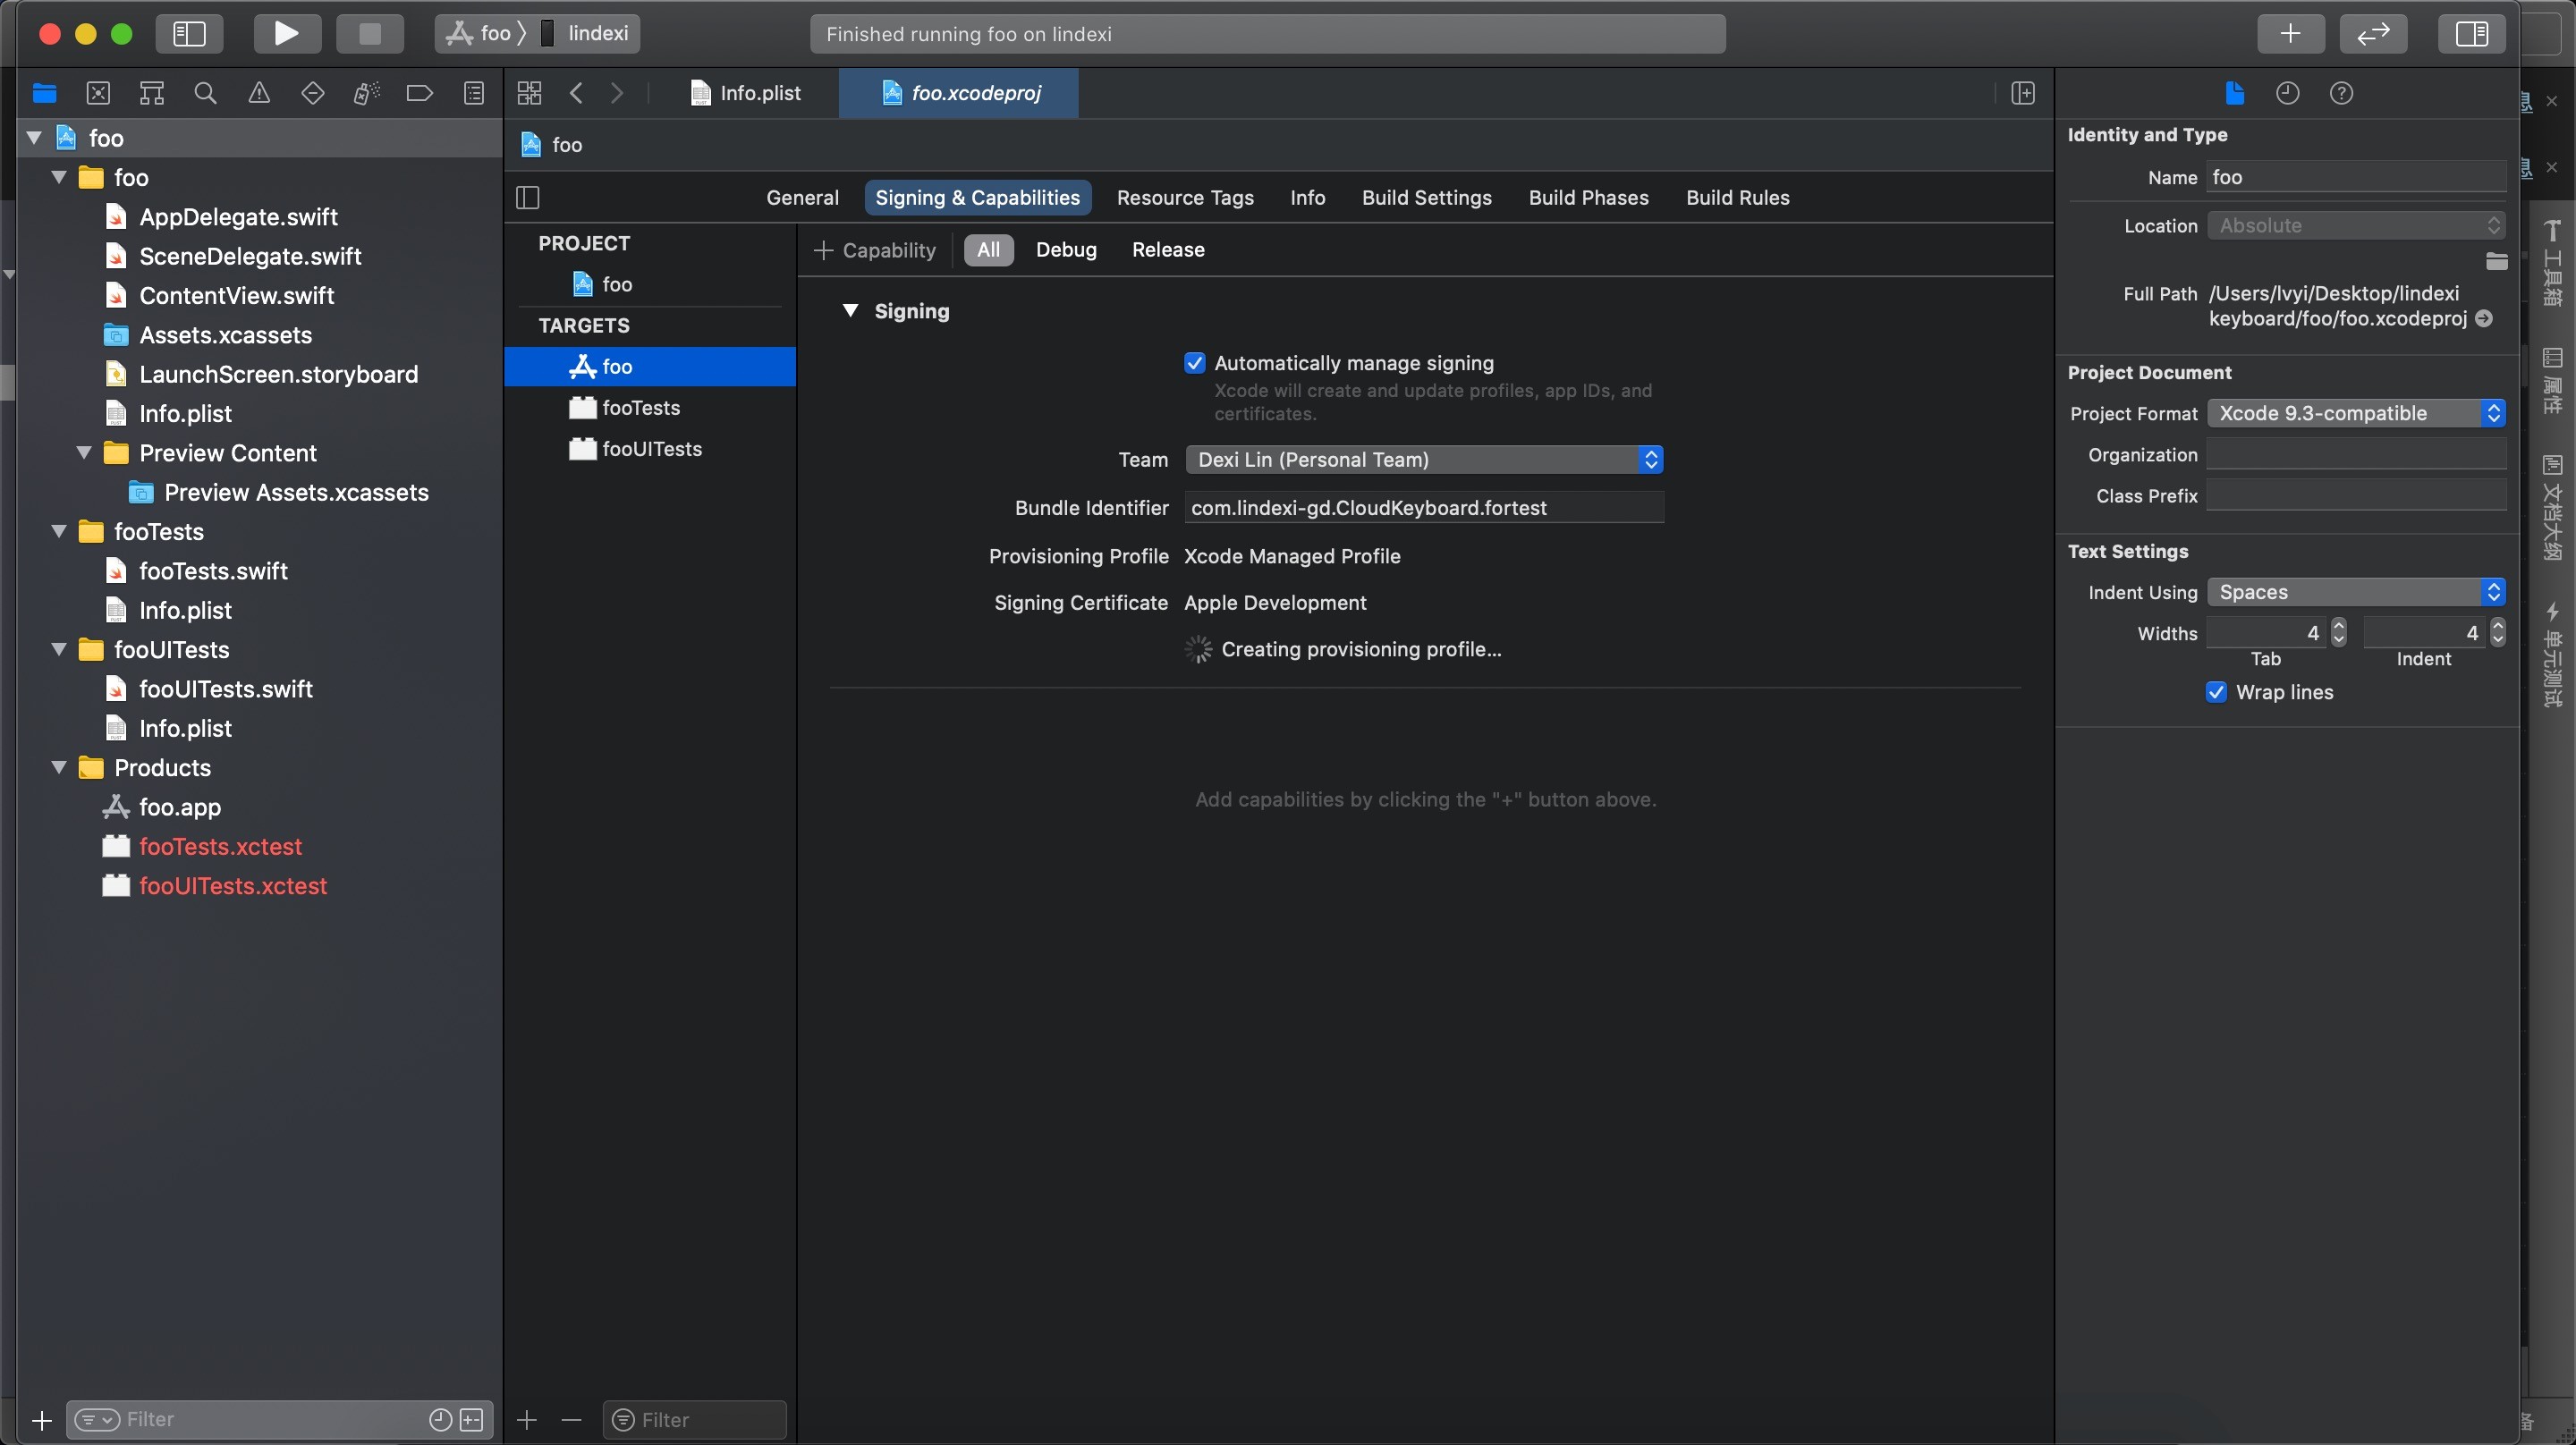 foo 〉 lindexi
Finished running foo on lindexi
foo
foo
AppDelegate.swift
SceneDelegate.swift
ContentView.swift
Assets.xcassets
LaunchScreen.storyboard
Info.plist
Preview Content
Preview Assets.xcassets
fooTests
fooTests.swift
Info.plist
fooUITests
fooUITests.swift
Info.plist
Products
foo.app
fooTests.xctest
fooUITests.xctest
Filter
Info.plist
foo.xcodeproj
foo
General
Signing & Capabilities
Resource Tags
Info
Build Settings
Build Phases
Build Rules
PROJECT
foo
TARGETS
foo
fooTests
fooUITests
Filter
+ Capability
All
Debug
Release
Signing
Automatically manage signing
Xcode will create and update profiles, app IDs, and
certificates.
Team Dexi Lin (Personal Team)
Bundle Identifier com.lindexi-gd.CloudKeyboard.fortest
Provisioning Profile Xcode Managed Profile
Signing Certificate Apple Development
Creating provisioning profile...
Add capabilities by clicking the "+" button above.
Identity and Type
Name foo
Location Absolute
Full Path /Users/lvyi/Desktop/lindexi
keyboard/foo/foo.xcodeproj
Project Document
Project Format Xcode 9.3-compatible
Organization
Class Prefix
Text Settings
Indent Using Spaces
Widths 4 4
Tab Indent
Wrap lines
息
息
工具箱
属性
文档大纲
单元测试
备